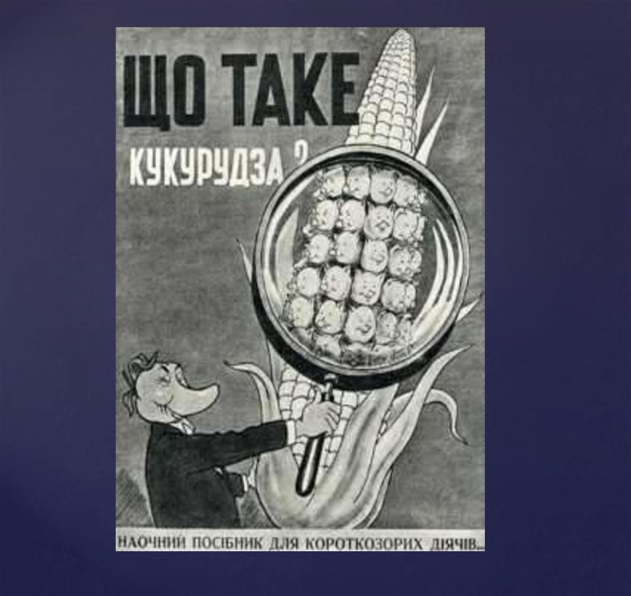 ЩО ТАКЕ
КУКУРУДЗА?
НАОЧНИЙ ПОСІБНИК ДЛЯ КОРОТКОЗОРИХ ДІЯЧІВ...